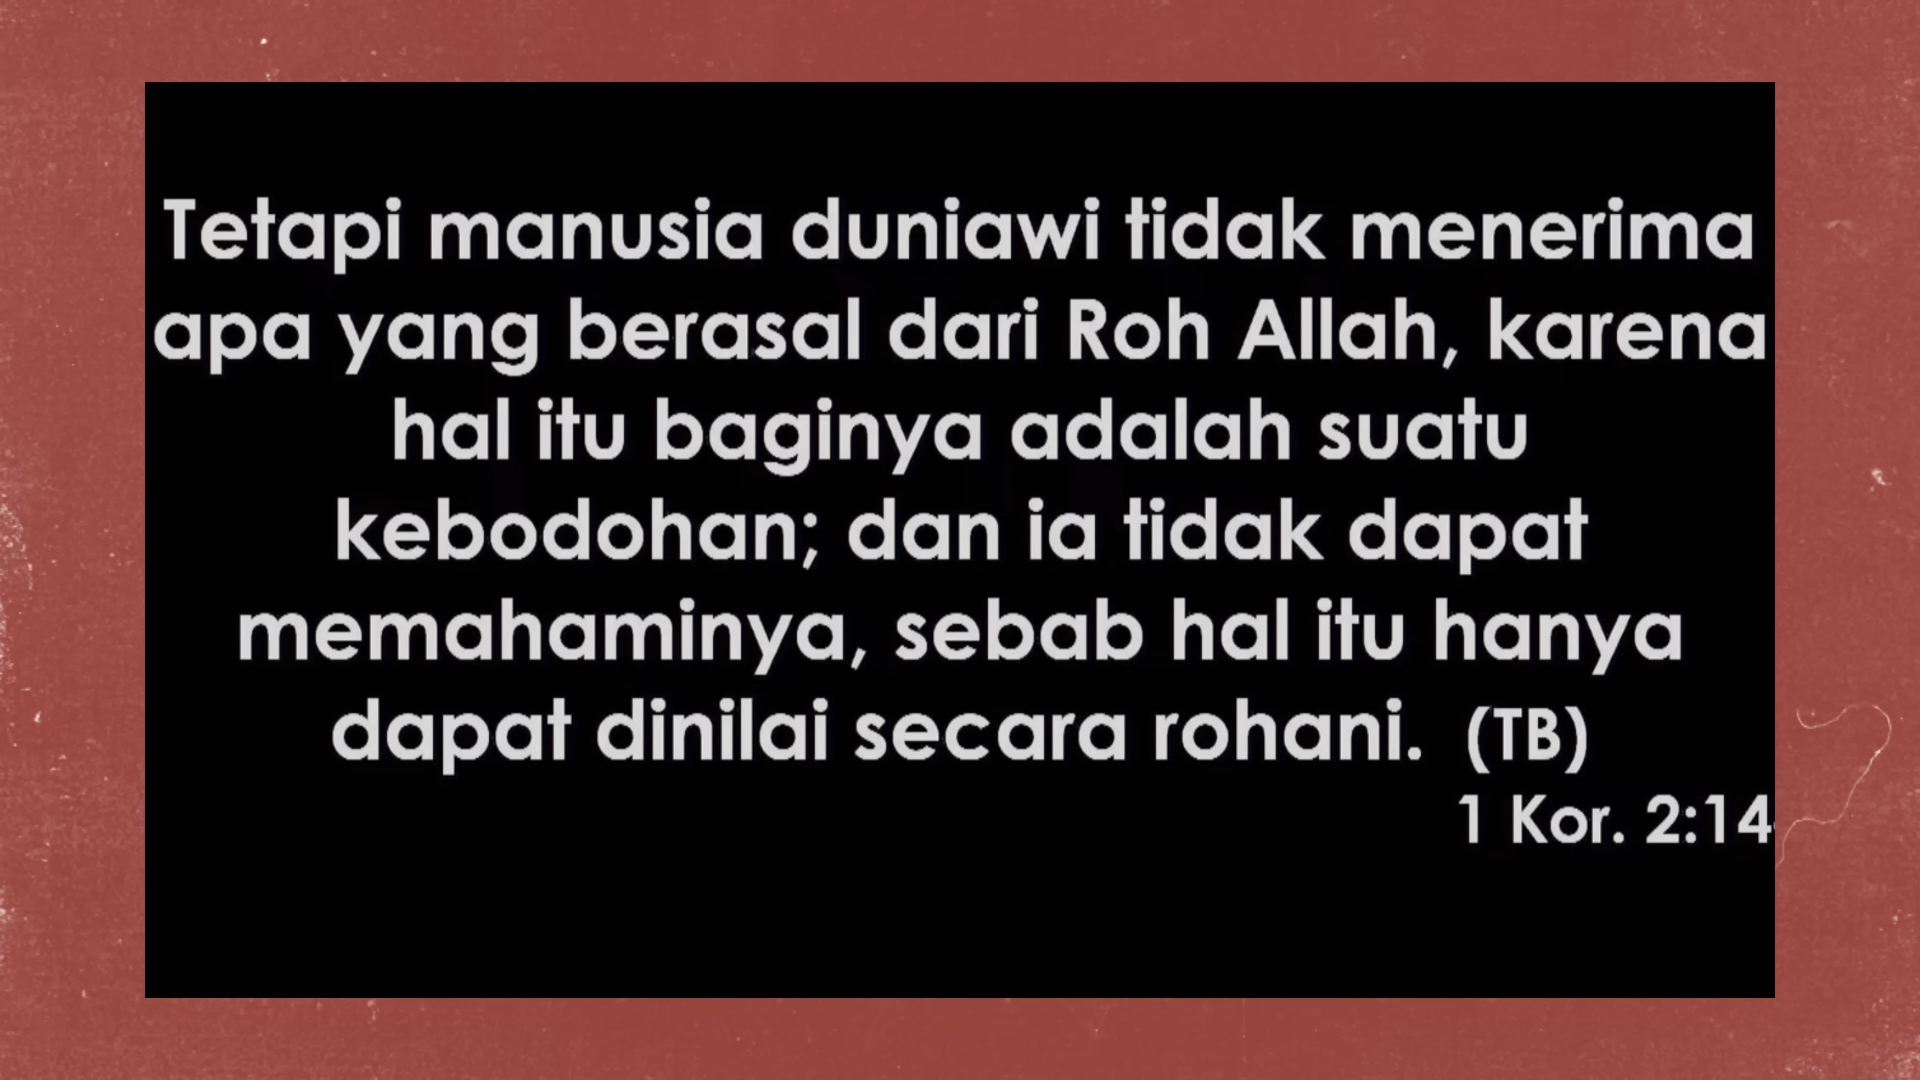 Tetapi manusia duniawi tidak menerima
apa yang berasal dari Roh Allah, karena
hal itu baginya adalah suatu
kebodohan; dan ia tidak dapat
memahaminya, sebab hal itu hanya
dapat dinilai secara rohani. (TB)
1 Kor. 2:14